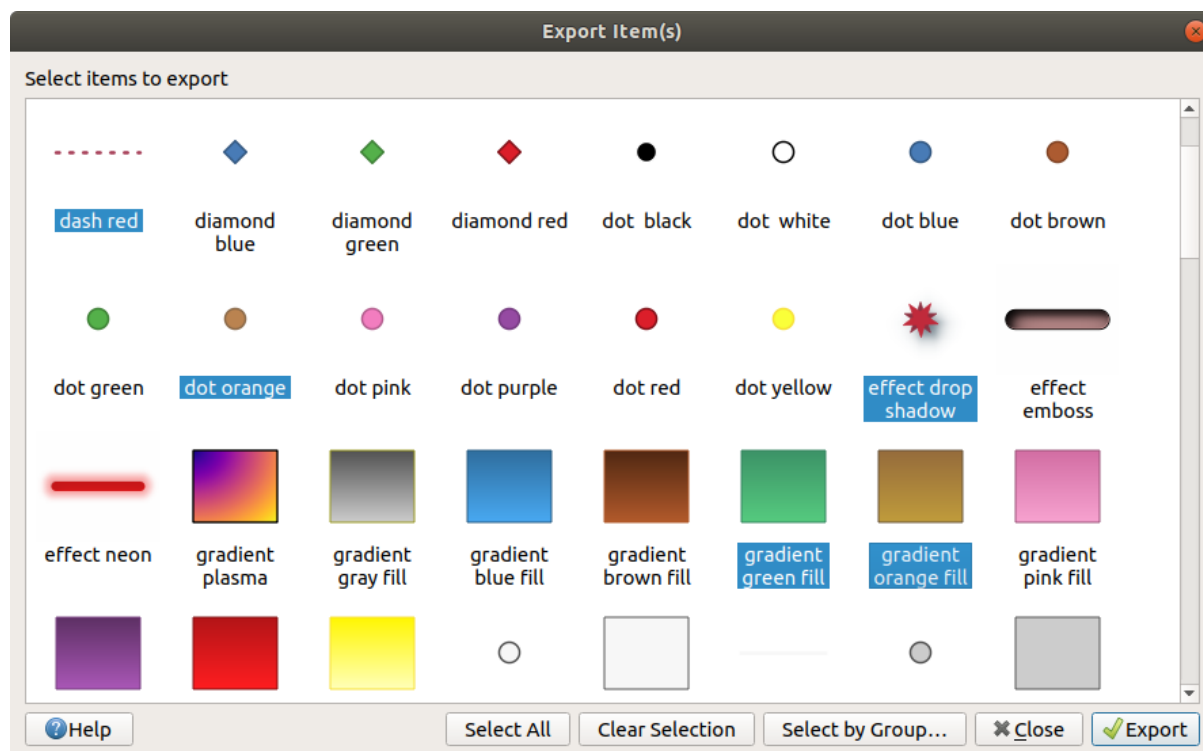 Export Item(s)
Select items to export
dash red
diamond
blue
diamond
green
diamond red
dot  black
dot  white
dot blue
dot brown
dot green
dot orange
dot pink
dot purple
dot red
dot yellow
effect drop
shadow
effect
emboss
effect neon
gradient
plasma
gradient
gray fill
gradient
blue fill
gradient
brown fill
gradient
green fill
gradient
orange fill
gradient
pink fill
Help
Select All
Clear Selection
Select by Group...
Close
Export